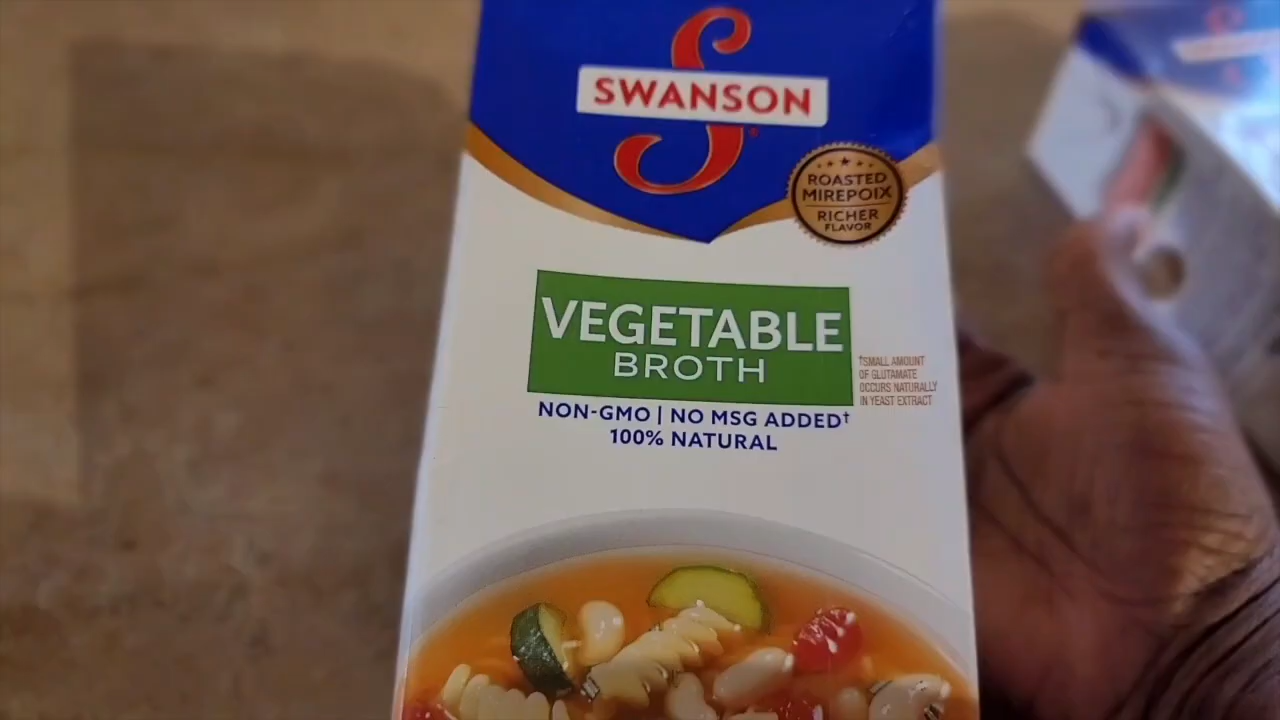 S
SWANSON®
ROASTED
MIREPOIX
RICHER
FLAVOR
VEGETABLE
BROTH
†SMALL AMOUNT
OF GLUTAMATE
OCCURS NATURALLY
IN YEAST EXTRACT
NON-GMO | NO MSG ADDED†
100% NATURAL